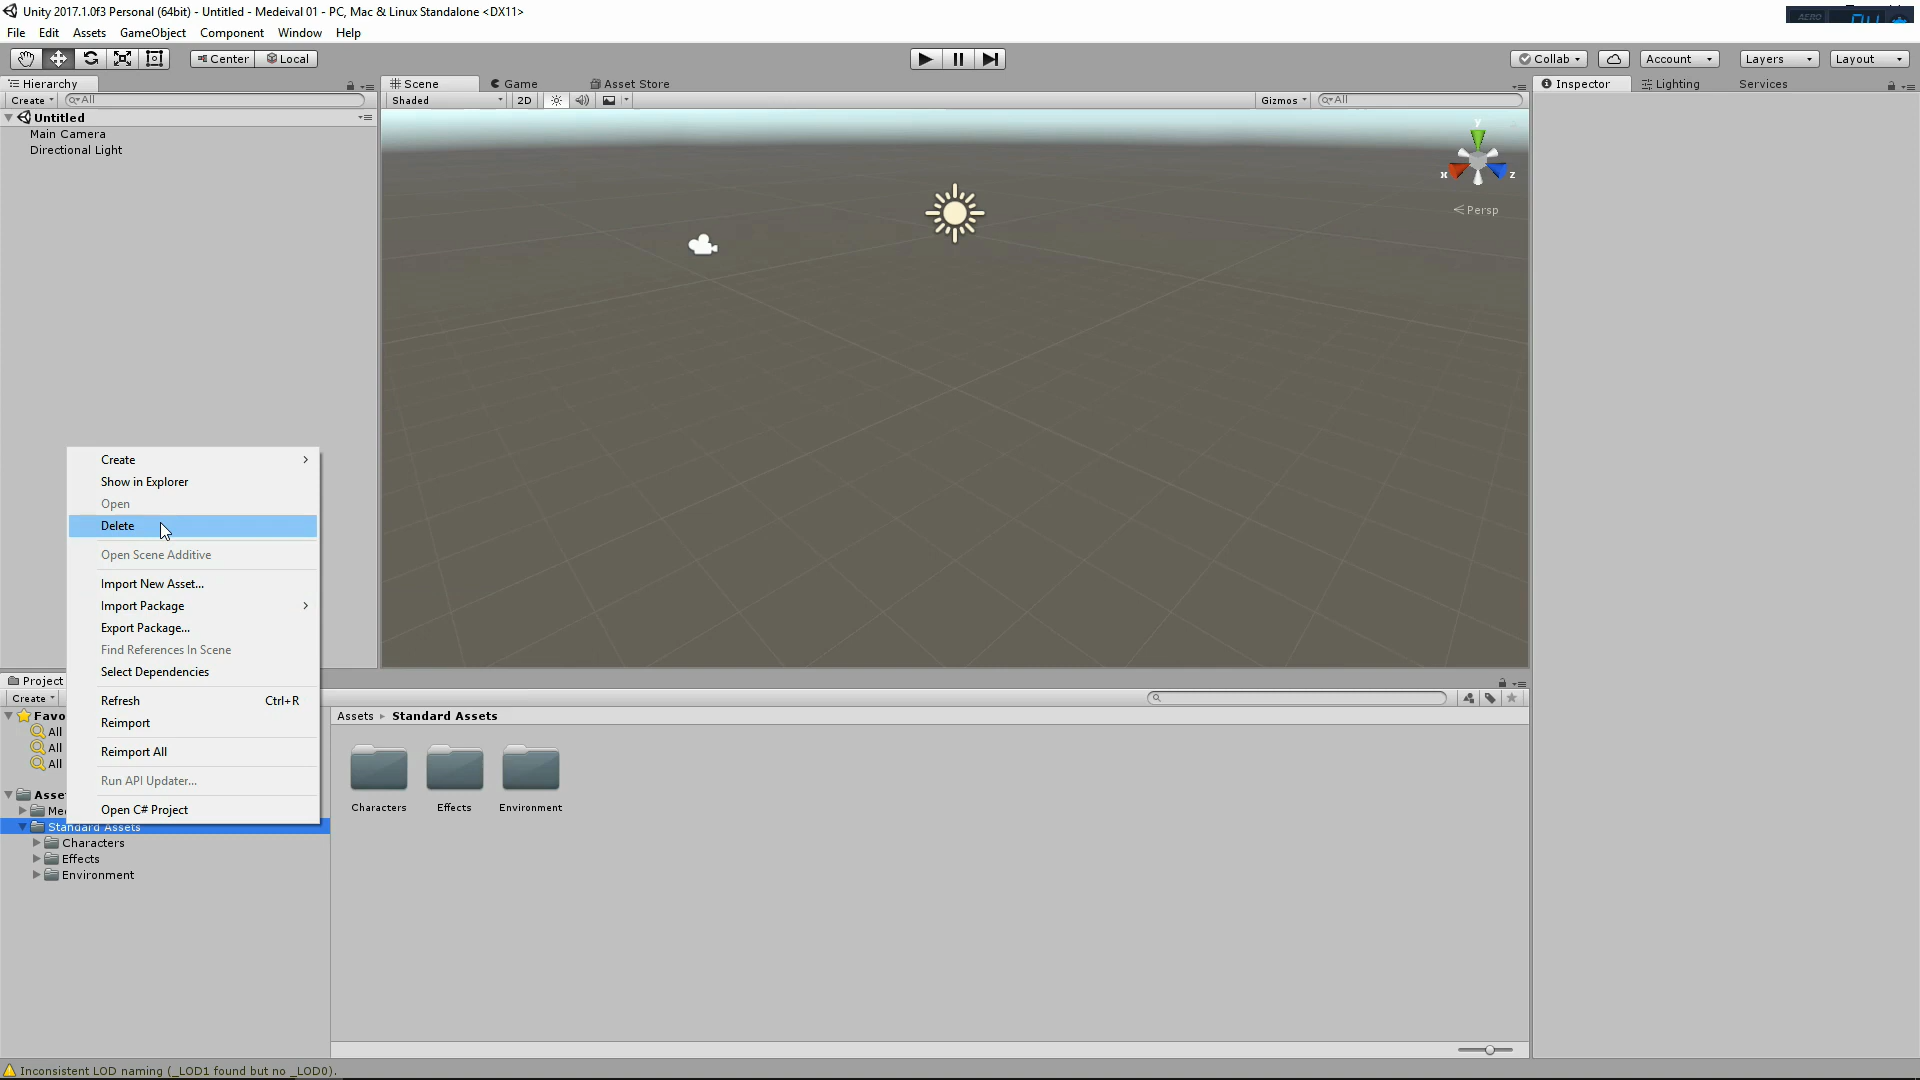 Unity 2017.1.0f3 Personal (64bit) - Untitled - Medeival 01 - PC, Mac & Linux Standalone <DX11>
File Edit Assets GameObject Component Window Help
Center Local Collab Account Layers Layout
Hierarchy Scene Game Asset Store Inspector Lighting Services
Create All Shaded 2D Gizmos All
Untitled
Main Camera
Directional Light
y
x z
Persp
Create
Show in Explorer
Open
Delete
Open Scene Additive
Import New Asset...
Import Package
Export Package...
Find References In Scene
Select Dependencies
Refresh Ctrl+R
Reimport
Reimport All
Run API Updater...
Open C# Project
Project
Create
Favo
All
All
All
Asse
Me
Standard Assets
Characters
Effects
Environment
Assets Standard Assets
Characters Effects Environment
Inconsistent LOD naming (_LOD1 found but no _LOD0).